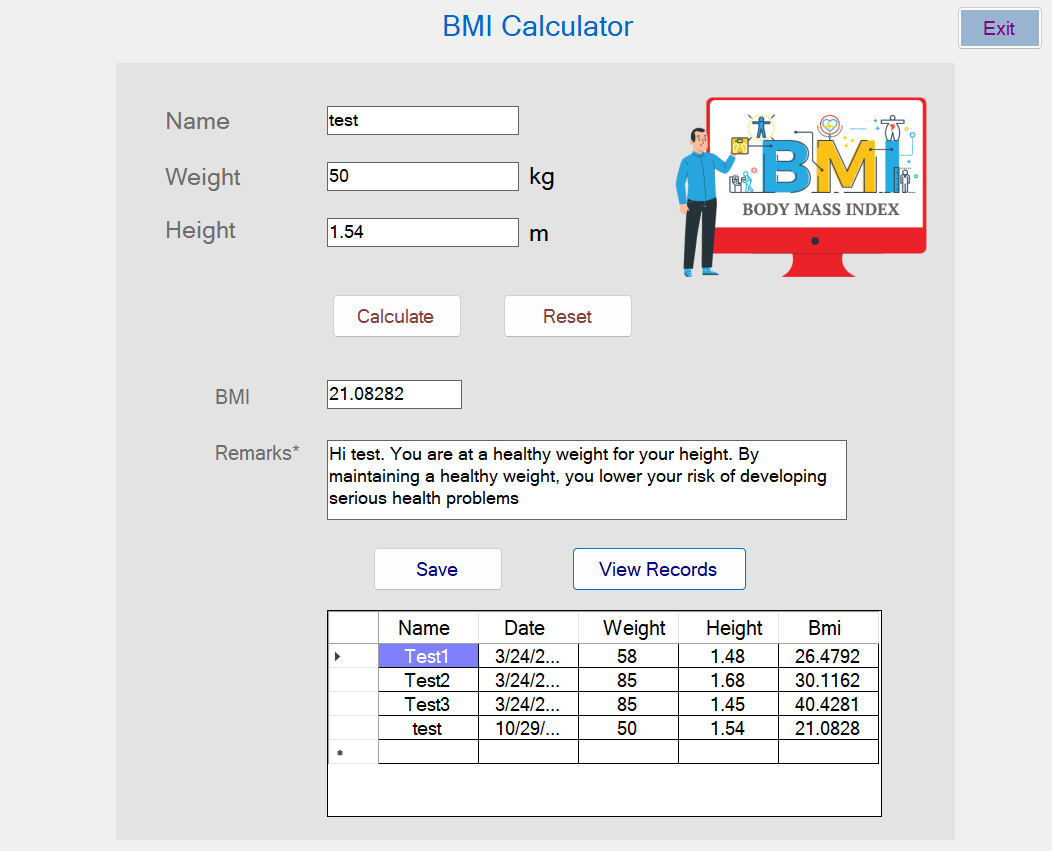 BMI Calculator
Exit
Name
test
Weight
50
kg
Height
1.54
m
BMI
BODY MASS INDEX
Calculate
Reset
BMI
21.08282
Remarks*
Hi test. You are at a healthy weight for your height. By
maintaining a healthy weight, you lower your risk of developing
serious health problems
Save
View Records
Name Date Weight Height Bmi
Test1 3/24/2... 58 1.48 26.4792
Test2 3/24/2... 85 1.68 30.1162
Test3 3/24/2... 85 1.45 40.4281
test 10/29/... 50 1.54 21.0828
*